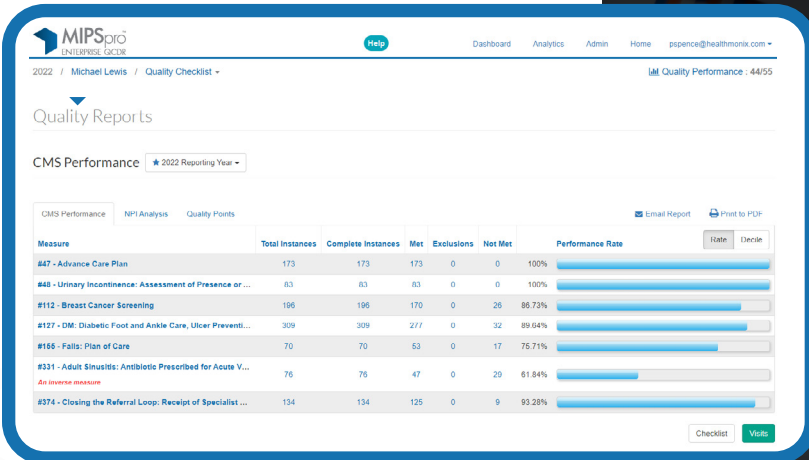 MIPSpro
ENTERPRISE QCDR
Help
Dashboard Analytics Admin Home pspence@healthmonix.com
2022 / Michael Lewis / Quality Checklist
Quality Performance : 44/55
Quality Reports
CMS Performance 2022 Reporting Year
CMS Performance NPI Analysis Quality Points
Email Report Print to PDF
Measure Total Instances Complete Instances Met Exclusions Not Met Performance Rate Rate Decile
#47 - Advance Care Plan 173 173 173 0 0 100%
#48 - Urinary Incontinence: Assessment of Presence or ... 83 83 83 0 0 100%
#112 - Breast Cancer Screening 196 196 170 0 26 86.73%
#127 - DM: Diabetic Foot and Ankle Care, Ulcer Preventi... 309 309 277 0 32 89.64%
#155 - Falls: Plan of Care 70 70 53 0 17 75.71%
#331 - Adult Sinusitis: Antibiotic Prescribed for Acute V... 76 76 47 0 29 61.84%
An inverse measure
#374 - Closing the Referral Loop: Receipt of Specialist ... 134 134 125 0 9 93.28%
Checklist Visits